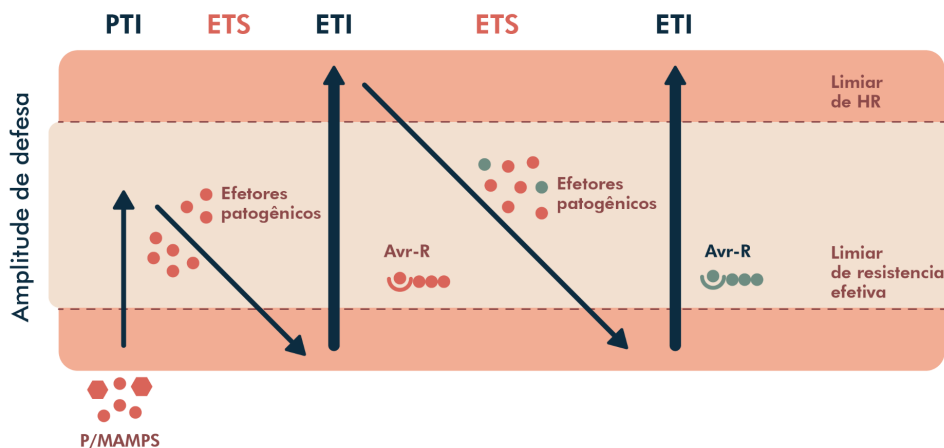 PTI
ETS
ETI
ETS
ETI
Amplitude de defesa
Limiar
de HR
Efetores
patogênicos
Efetores
patogênicos
Avr-R
Avr-R
Limiar
de resistencia
efetiva
P/MAMPS